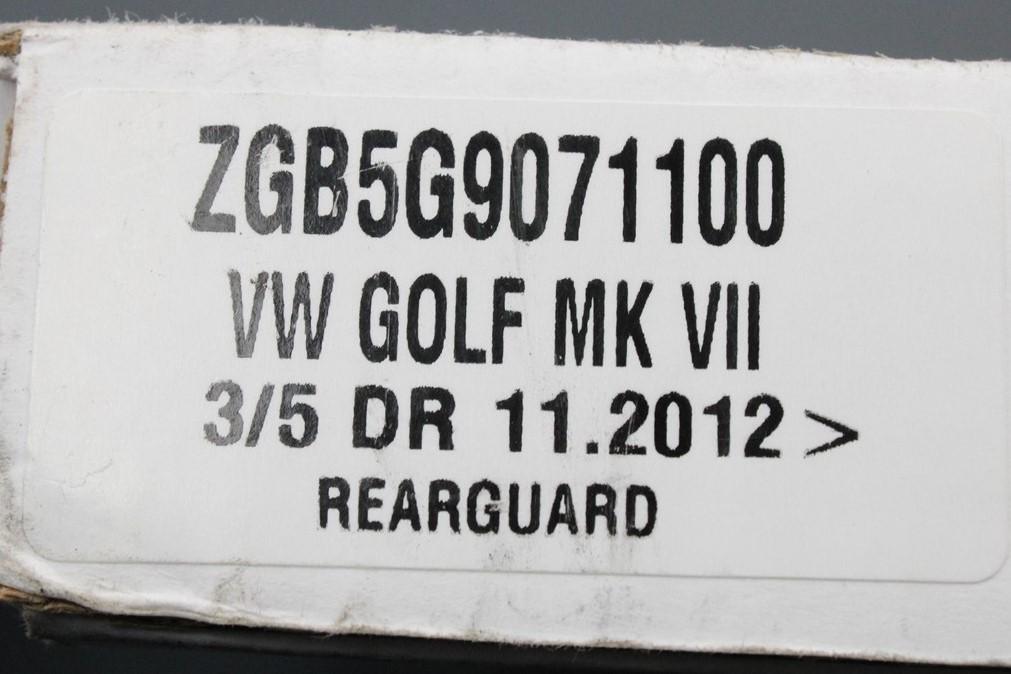 ZGB5G9071100
VW GOLF MK VII
3/5 DR 11.2012 >
REARGUARD